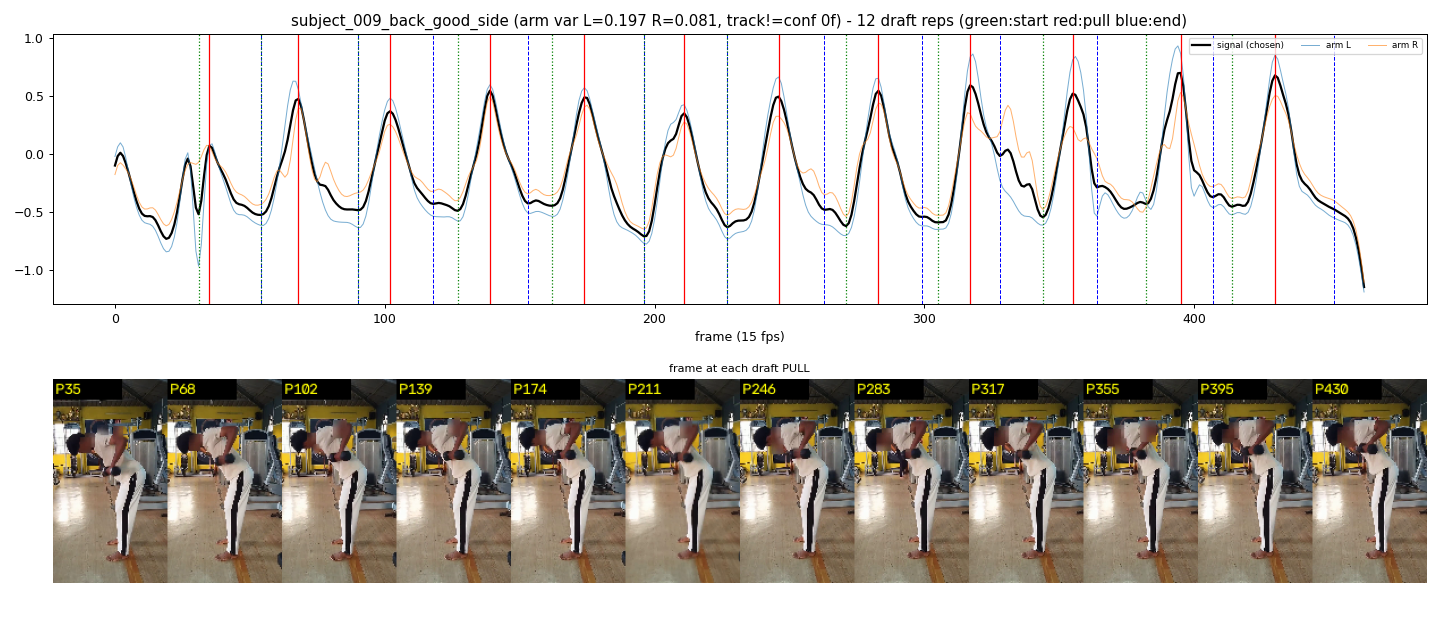 subject_009_back_good_side (arm var L=0.197 R=0.081, track!=conf 0f) - 12 draft reps (green:start red:pull blue:end)
signal (chosen) arm L arm R
1.0
0.5
0.0
−0.5
−1.0
0 100 200 300 400
frame (15 fps)
frame at each draft PULL
P35 P68 P102 P139 P174 P211 P246 P283 P317 P355 P395 P430